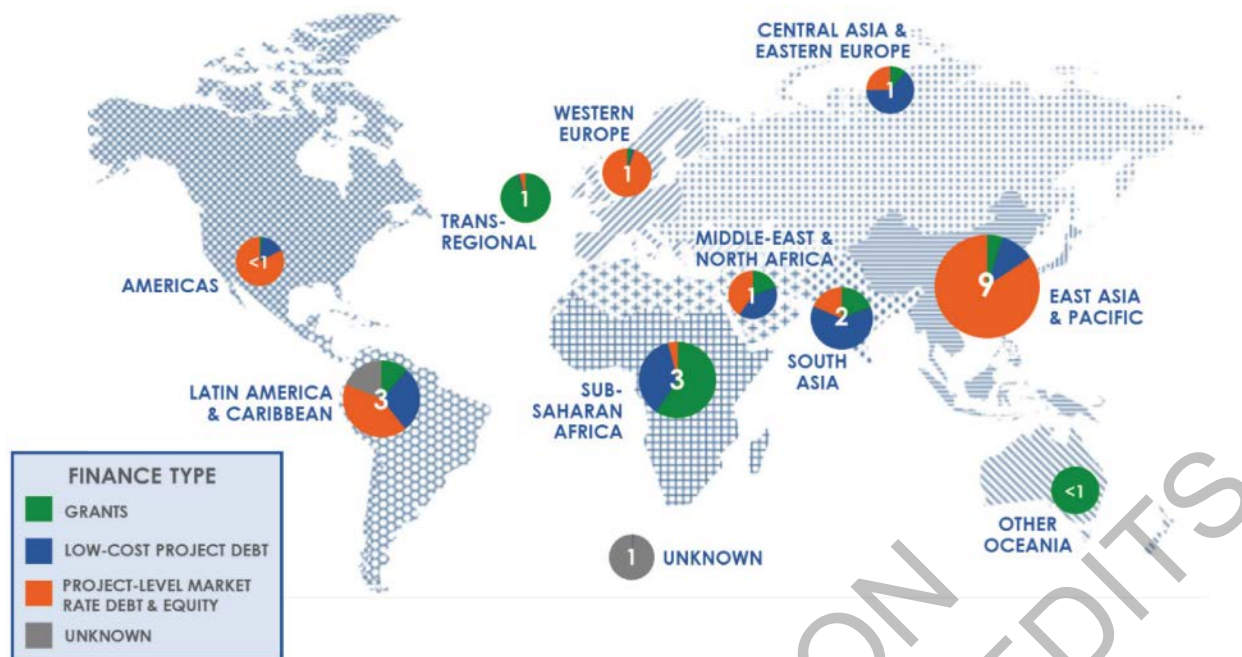 CENTRAL ASIA &
EASTERN EUROPE
1
WESTERN
EUROPE
1
1
TRANS-
REGIONAL
MIDDLE-EAST &
NORTH AFRICA
1
<1
AMERICAS
9
EAST ASIA
& PACIFIC
2
SOUTH
ASIA
LATIN AMERICA
& CARIBBEAN
3
SUB-
SAHARAN
AFRICA
3
<1
OTHER
OCEANIA
1
UNKNOWN
FINANCE TYPE
GRANTS
LOW-COST PROJECT DEBT
PROJECT-LEVEL MARKET
RATE DEBT & EQUITY
UNKNOWN
ON
EDITS